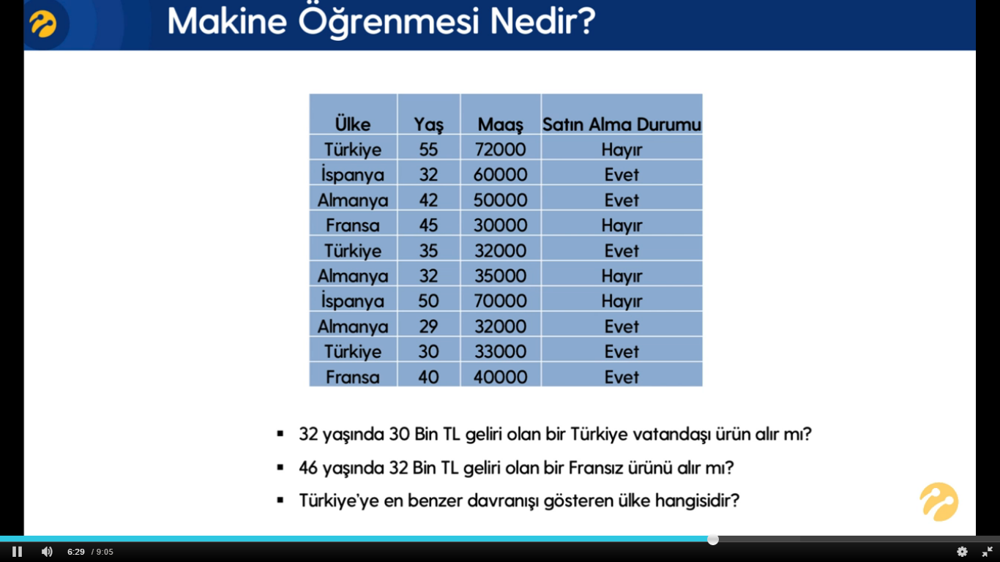 Makine Öğrenmesi Nedir?
Ülke Yaş Maaş Satın Alma Durumu
Türkiye 55 72000 Hayır
İspanya 32 60000 Evet
Almanya 42 50000 Evet
Fransa 45 30000 Hayır
Türkiye 35 32000 Evet
Almanya 32 35000 Hayır
İspanya 50 70000 Hayır
Almanya 29 32000 Evet
Türkiye 30 33000 Evet
Fransa 40 40000 Evet
▪ 32 yaşında 30 Bin TL geliri olan bir Türkiye vatandaşı ürün alır mı?
▪ 46 yaşında 32 Bin TL geliri olan bir Fransız ürünü alır mı?
▪ Türkiye'ye en benzer davranışı gösteren ülke hangisidir?
6:29 / 9:05